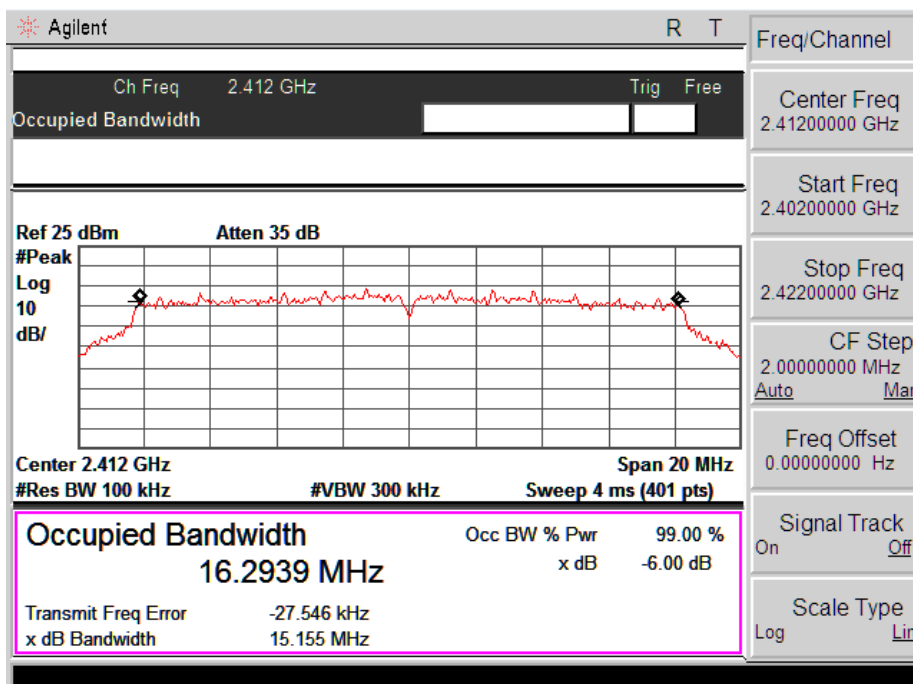 Agilent R T
Ch Freq 2.412 GHz Trig Free
Occupied Bandwidth
Ref 25 dBm Atten 35 dB
#Peak
Log
10
dB/
Center 2.412 GHz Span 20 MHz
#Res BW 100 kHz #VBW 300 kHz Sweep 4 ms (401 pts)
Occupied Bandwidth
16.2939 MHz
Occ BW % Pwr 99.00 %
x dB -6.00 dB
Transmit Freq Error -27.546 kHz
x dB Bandwidth 15.155 MHz
Freq/Channel
Center Freq
2.41200000 GHz
Start Freq
2.40200000 GHz
Stop Freq
2.42200000 GHz
CF Step
2.00000000 MHz
Auto Man
Freq Offset
0.00000000 Hz
Signal Track
On Off
Scale Type
Log Lin